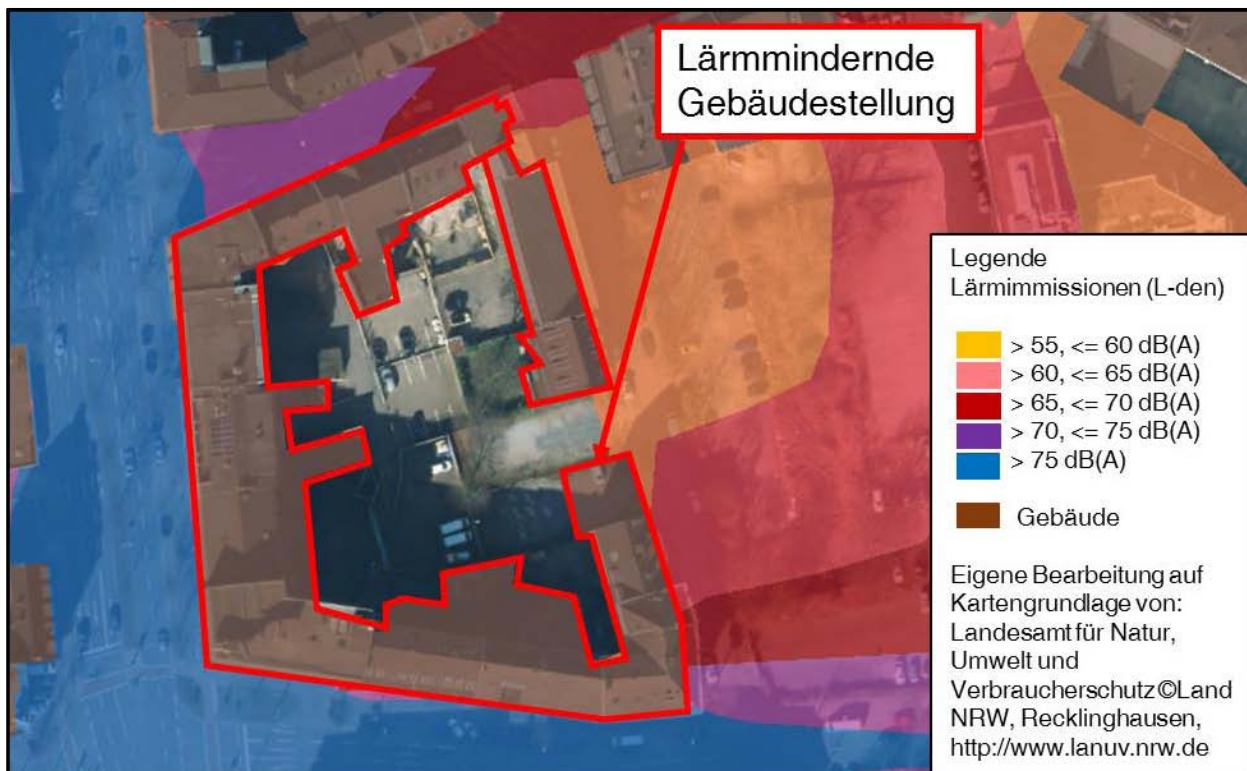 Lärmmindernde
Gebäudestellung
Legende
Lärmimmissionen (L-den)
> 55, <= 60 dB(A)
> 60, <= 65 dB(A)
> 65, <= 70 dB(A)
> 70, <= 75 dB(A)
> 75 dB(A)
Gebäude
Eigene Bearbeitung auf
Kartengrundlage von:
Landesamt für Natur,
Umwelt und
Verbraucherschutz©Land
NRW, Recklinghausen,
http://www.lanuv.nrw.de